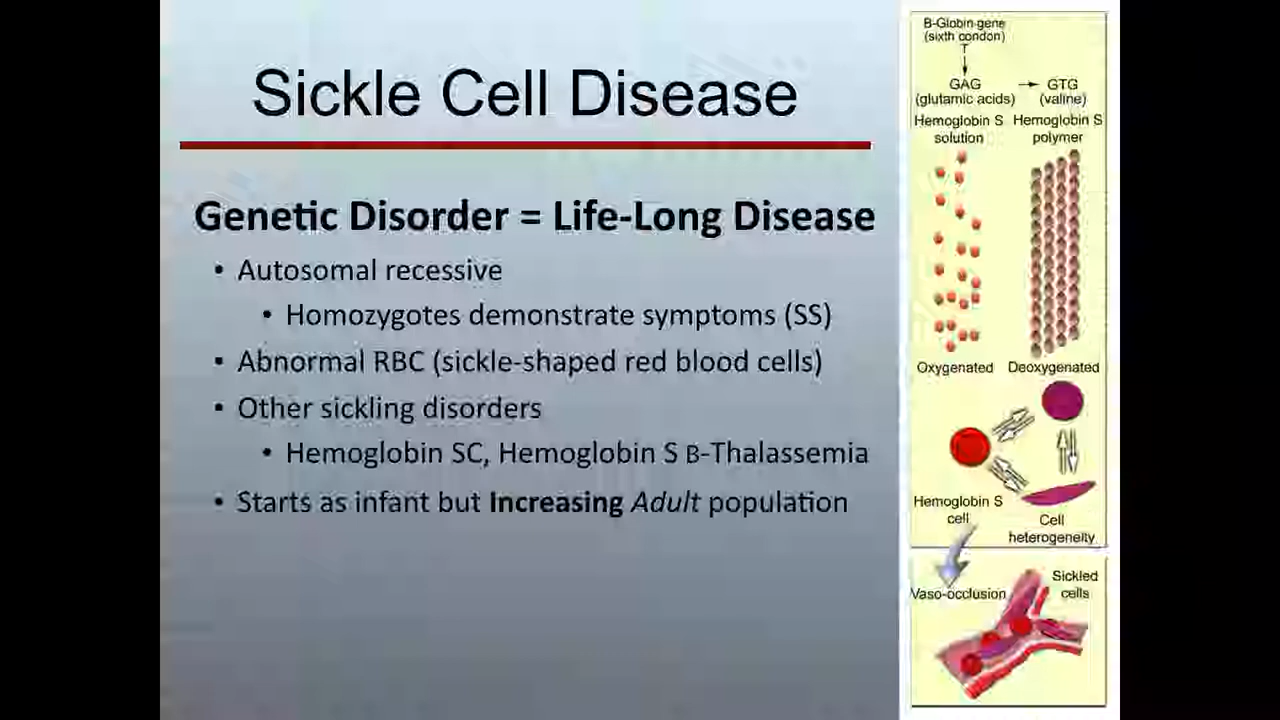 Sickle Cell Disease
Genetic Disorder = Life-Long Disease
• Autosomal recessive
• Homozygotes demonstrate symptoms (SS)
• Abnormal RBC (sickle-shaped red blood cells)
• Other sickling disorders
• Hemoglobin SC, Hemoglobin S B-Thalassemia
• Starts as infant but Increasing Adult population
B-Globin-gene
(sixth condon)
T
GAG → GTG
(glutamic acids) (valine)
Hemoglobin S Hemoglobin S
solution polymer
Oxygenated Deoxygenated
Hemoglobin S
cell
Cell
heterogeneity
Vaso-occlusion
Sickled
cells